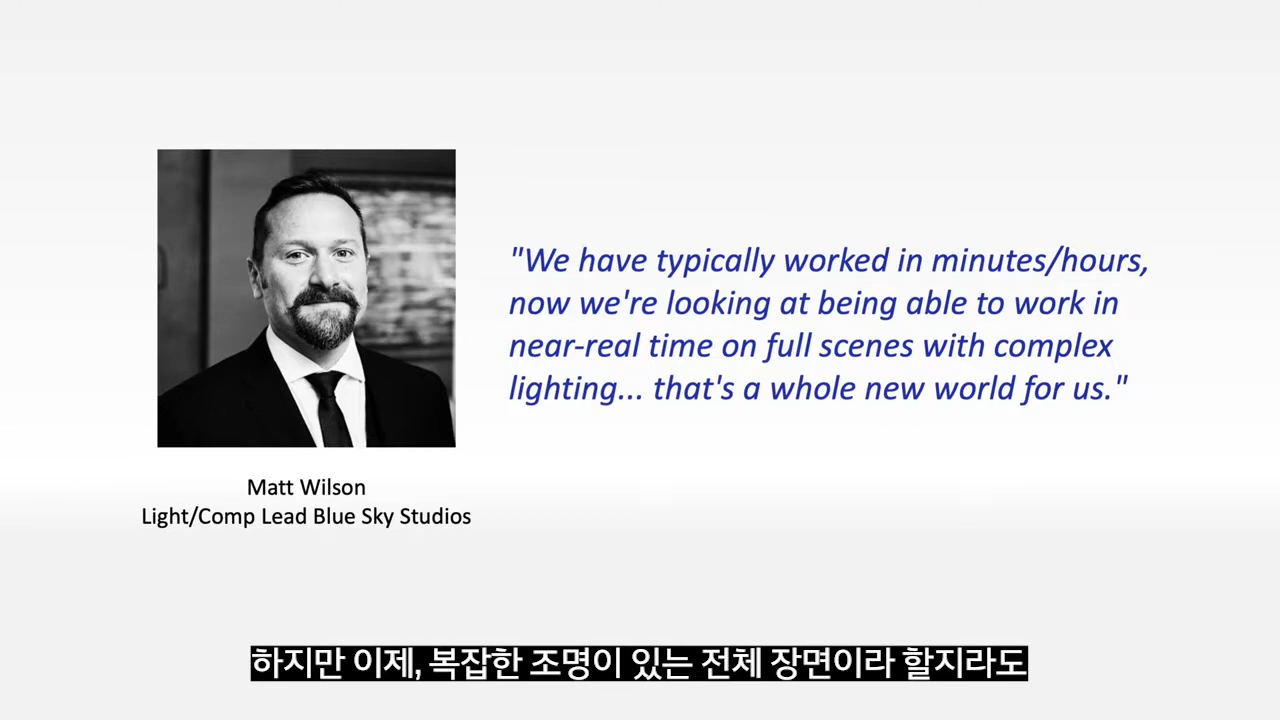 "We have typically worked in minutes/hours,
now we're looking at being able to work in
near-real time on full scenes with complex
lighting... that's a whole new world for us."
Matt Wilson
Light/Comp Lead Blue Sky Studios
하지만 이제, 복잡한 조명이 있는 전체 장면이라 할지라도